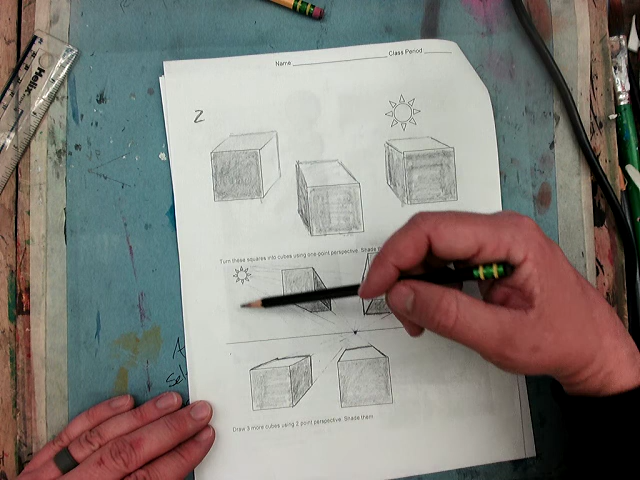 Name Class Period
2
Turn these squares into cubes using one-point perspective. Shade
Draw 3 more cubes using 2 point perspective. Shade them.